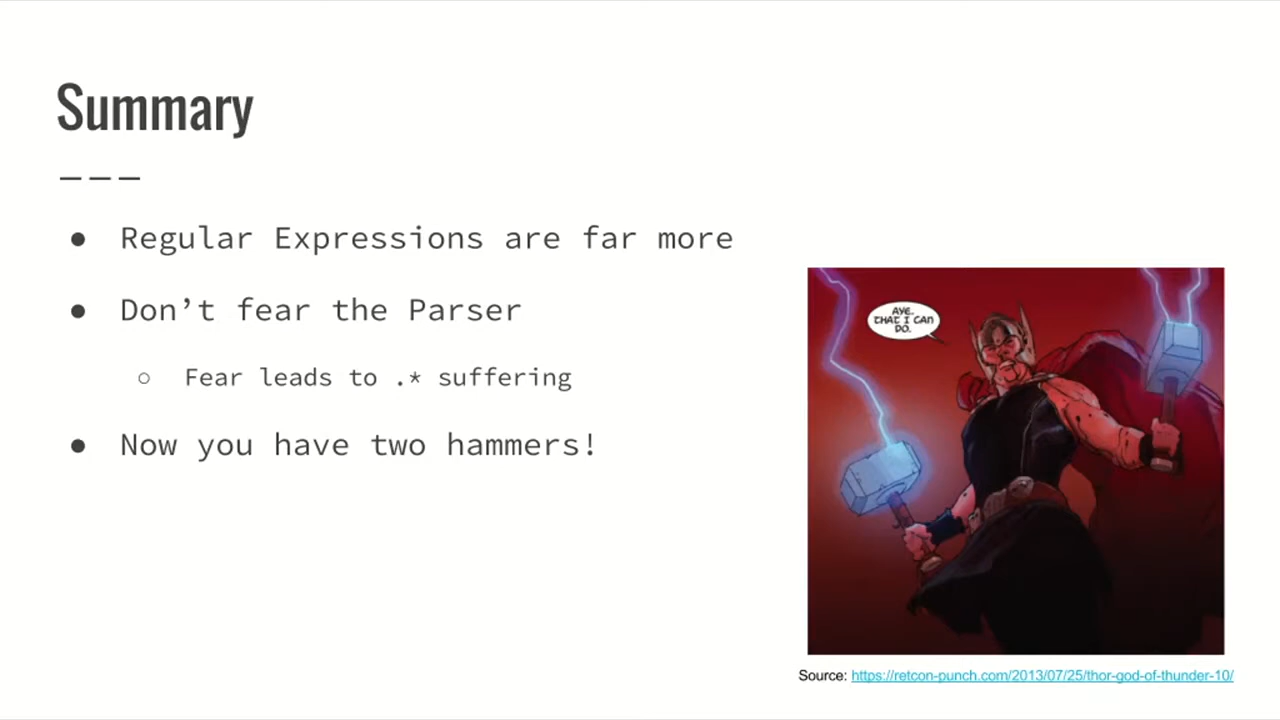 Summary
● Regular Expressions are far more
● Don’t fear the Parser
○ Fear leads to .* suffering
● Now you have two hammers!
AYE.
THAT I CAN
DO.
Source: https://retcon-punch.com/2013/07/25/thor-god-of-thunder-10/